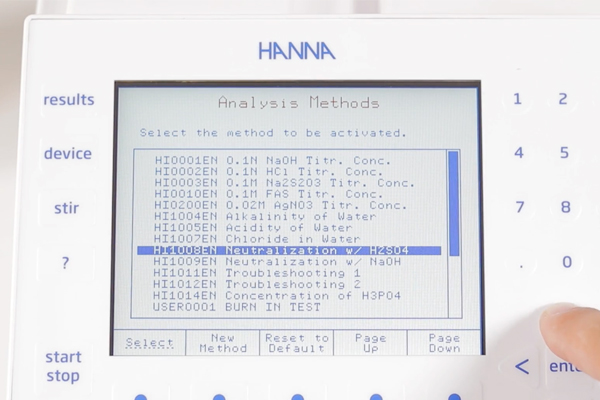 HANNA
results
device
stir
?
start
stop
Analysis Methods
Select the method to be activated.
HI0001EN 0.1N NaOH Titr. Conc.
HI0002EN 0.1N HCl Titr. Conc.
HI0003EN 0.1M Na2S2O3 Titr. Conc.
HI0010EN 0.1M FAS Titr. Conc.
HI0200EN 0.02M AgNO3 Titr. Conc.
HI1004EN Alkalinity of Water
HI1005EN Acidity of Water
HI1007EN Chloride in Water
HI1008EN Neutralization w/ H2SO4
HI1009EN Neutralization w/ NaOH
HI1011EN Troubleshooting 1
HI1012EN Troubleshooting 2
HI1014EN Concentration of H3PO4
USER0001 BURN IN TEST
Select
New Method
Reset to Default
Page Up
Page Down
1 2
4 5
7 8
. 0
< ente